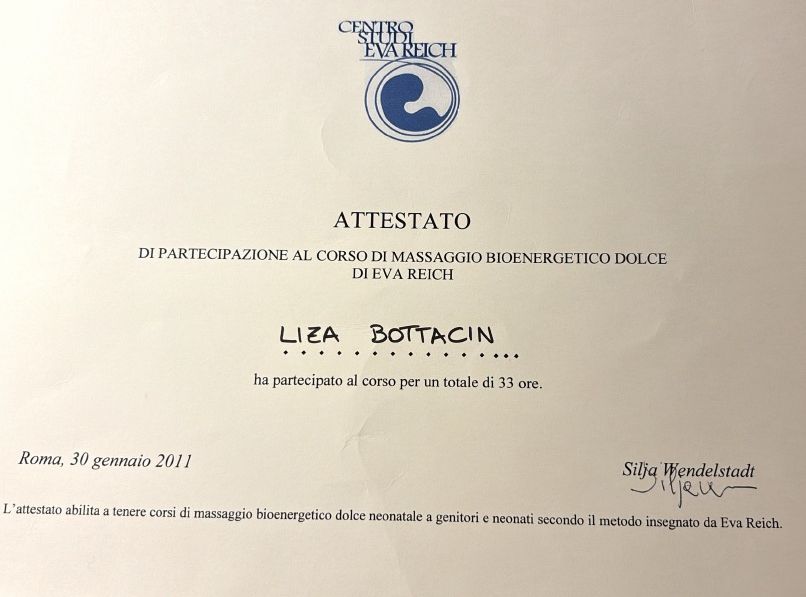 CENTRO
STUDI
EVA REICH
ATTESTATO
DI PARTECIPAZIONE AL CORSO DI MASSAGGIO BIOENERGETICO DOLCE
DI EVA REICH
LIZA BOTTACIN
ha partecipato al corso per un totale di 33 ore.
Roma, 30 gennaio 2011
Silja Wendelstadt
L'attestato abilita a tenere corsi di massaggio bioenergetico dolce neonatale a genitori e neonati secondo il metodo insegnato da Eva Reich.